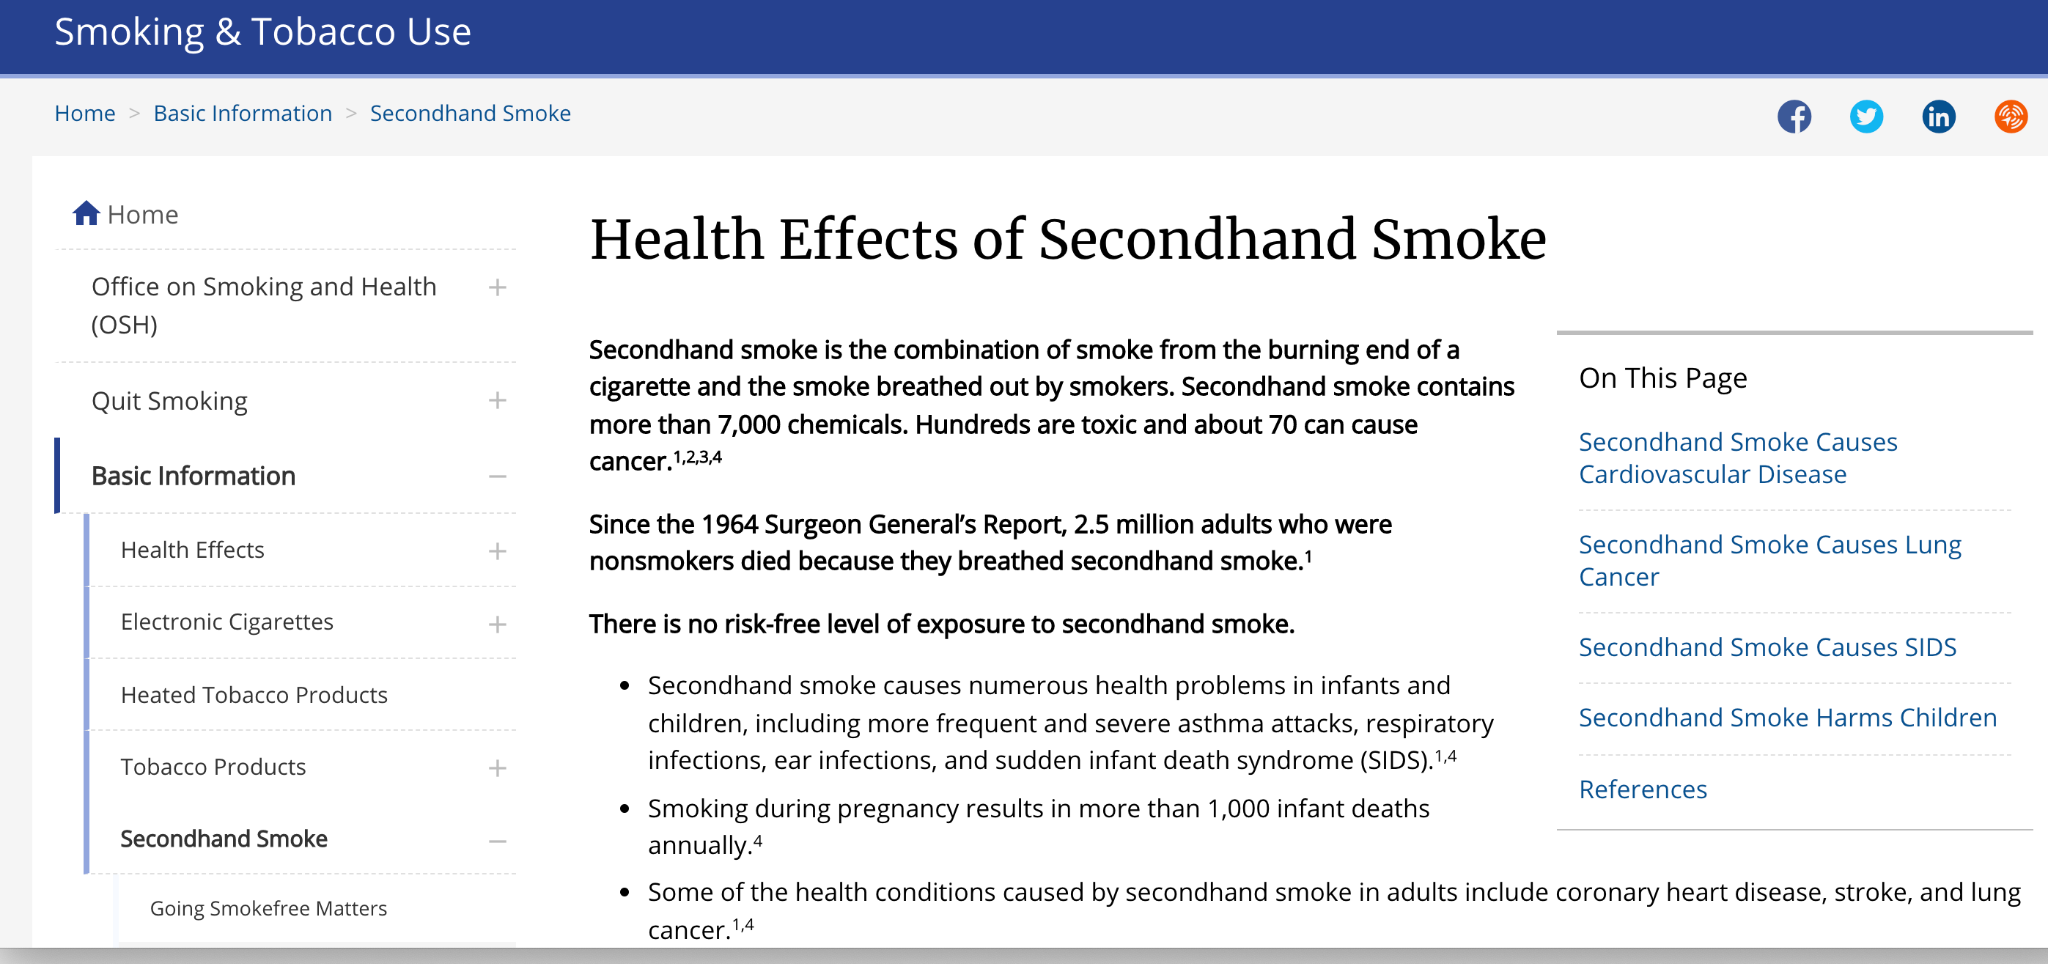 Smoking & Tobacco Use
Home > Basic Information > Secondhand Smoke
Home
Office on Smoking and Health
(OSH)
+
Quit Smoking
+
Basic Information
–
Health Effects
+
Electronic Cigarettes
+
Heated Tobacco Products
Tobacco Products
+
Secondhand Smoke
–
Going Smokefree Matters
Health Effects of Secondhand Smoke
Secondhand smoke is the combination of smoke from the burning end of a
cigarette and the smoke breathed out by smokers. Secondhand smoke contains
more than 7,000 chemicals. Hundreds are toxic and about 70 can cause
cancer.1,2,3,4
Since the 1964 Surgeon General’s Report, 2.5 million adults who were
nonsmokers died because they breathed secondhand smoke.1
There is no risk-free level of exposure to secondhand smoke.
• Secondhand smoke causes numerous health problems in infants and
children, including more frequent and severe asthma attacks, respiratory
infections, ear infections, and sudden infant death syndrome (SIDS).1,4
• Smoking during pregnancy results in more than 1,000 infant deaths
annually.4
• Some of the health conditions caused by secondhand smoke in adults include coronary heart disease, stroke, and lung
cancer.1,4
On This Page
Secondhand Smoke Causes
Cardiovascular Disease
Secondhand Smoke Causes Lung
Cancer
Secondhand Smoke Causes SIDS
Secondhand Smoke Harms Children
References